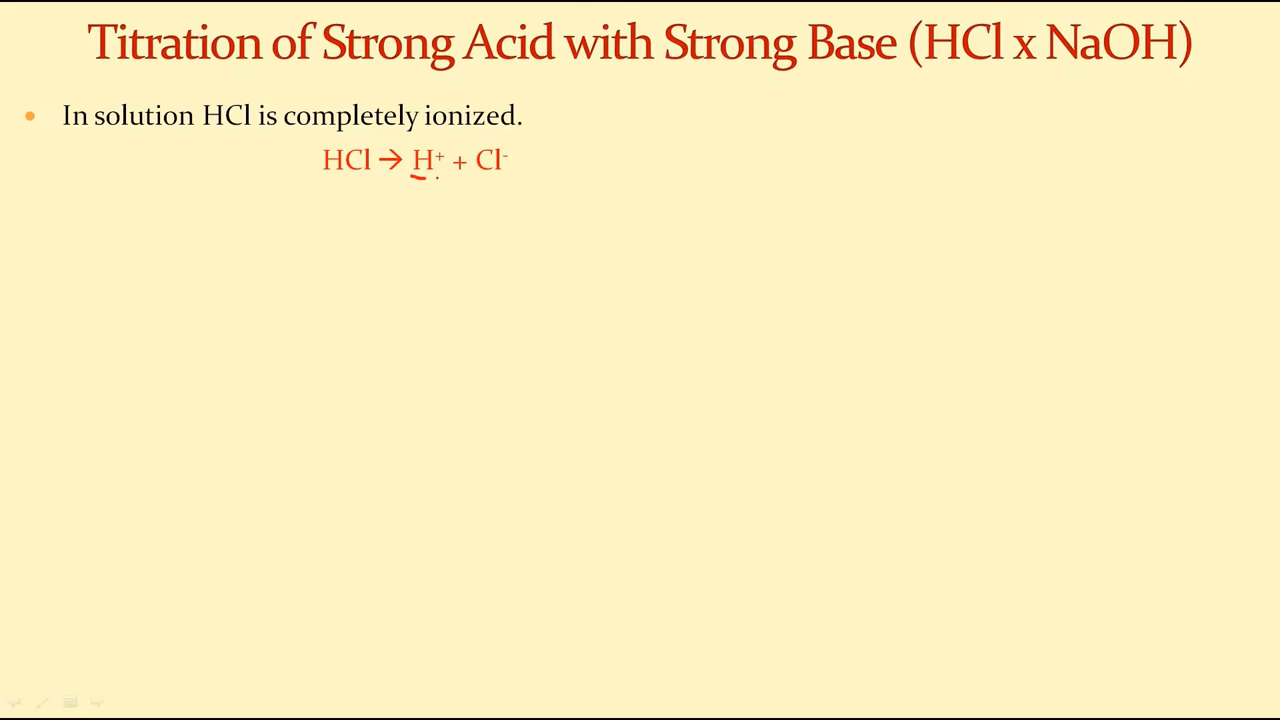 Titration of Strong Acid with Strong Base (HCl x NaOH)
• In solution HCl is completely ionized.
HCl → H⁺ + Cl⁻